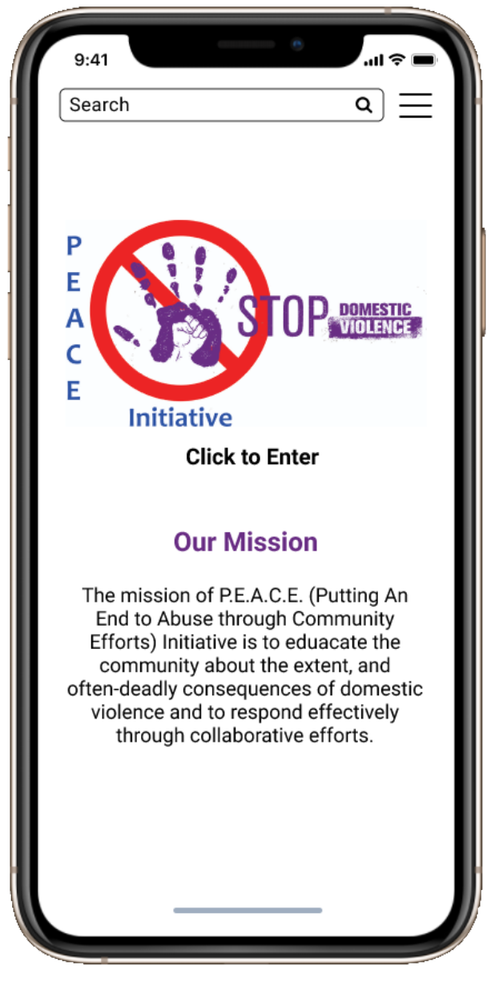 9:41
Search
P
E
A
C
E
STOP DOMESTIC
VIOLENCE
Initiative
Click to Enter
Our Mission
The mission of P.E.A.C.E. (Putting An
End to Abuse through Community
Efforts) Initiative is to eduacate the
community about the extent, and
often-deadly consequences of domestic
violence and to respond effectively
through collaborative efforts.